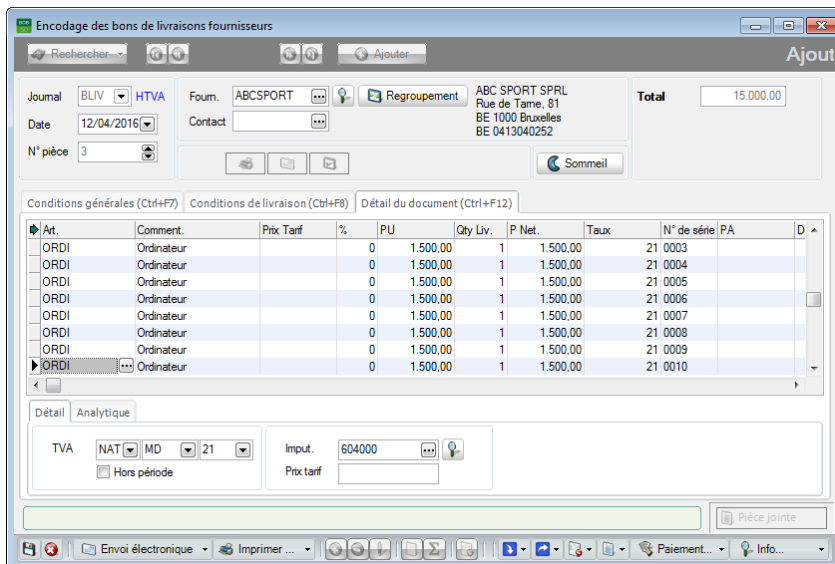 Encodage des bons de livraisons fournisseurs
Rechercher Ajouter Ajout
Journal BLIV HTVA Fourn. ABCSPORT Regroupement ABC SPORT SPRL Total 15.000,00
Rue de Tame, 81
Date 12/04/2016 Contact BE 1000 Bruxelles
BE 0413040252
N° pièce 3 Sommeil
Conditions générales (Ctrl+F7) Conditions de livraison (Ctrl+F8) Détail du document (Ctrl+F12)
Art. Comment. Prix Tarif % PU Qty Liv. P Net. Taux N° de série PA D
ORDI Ordinateur 0 1.500,00 1 1.500,00 21 0003
ORDI Ordinateur 0 1.500,00 1 1.500,00 21 0004
ORDI Ordinateur 0 1.500,00 1 1.500,00 21 0005
ORDI Ordinateur 0 1.500,00 1 1.500,00 21 0006
ORDI Ordinateur 0 1.500,00 1 1.500,00 21 0007
ORDI Ordinateur 0 1.500,00 1 1.500,00 21 0008
ORDI Ordinateur 0 1.500,00 1 1.500,00 21 0009
ORDI ... Ordinateur 0 1.500,00 1 1.500,00 21 0010
Détail Analytique
TVA NAT MD 21 Imput. 604000 ...
Hors période Prix tarif
Pièce jointe
Envoi électronique Imprimer ... Σ Paiement... Info...